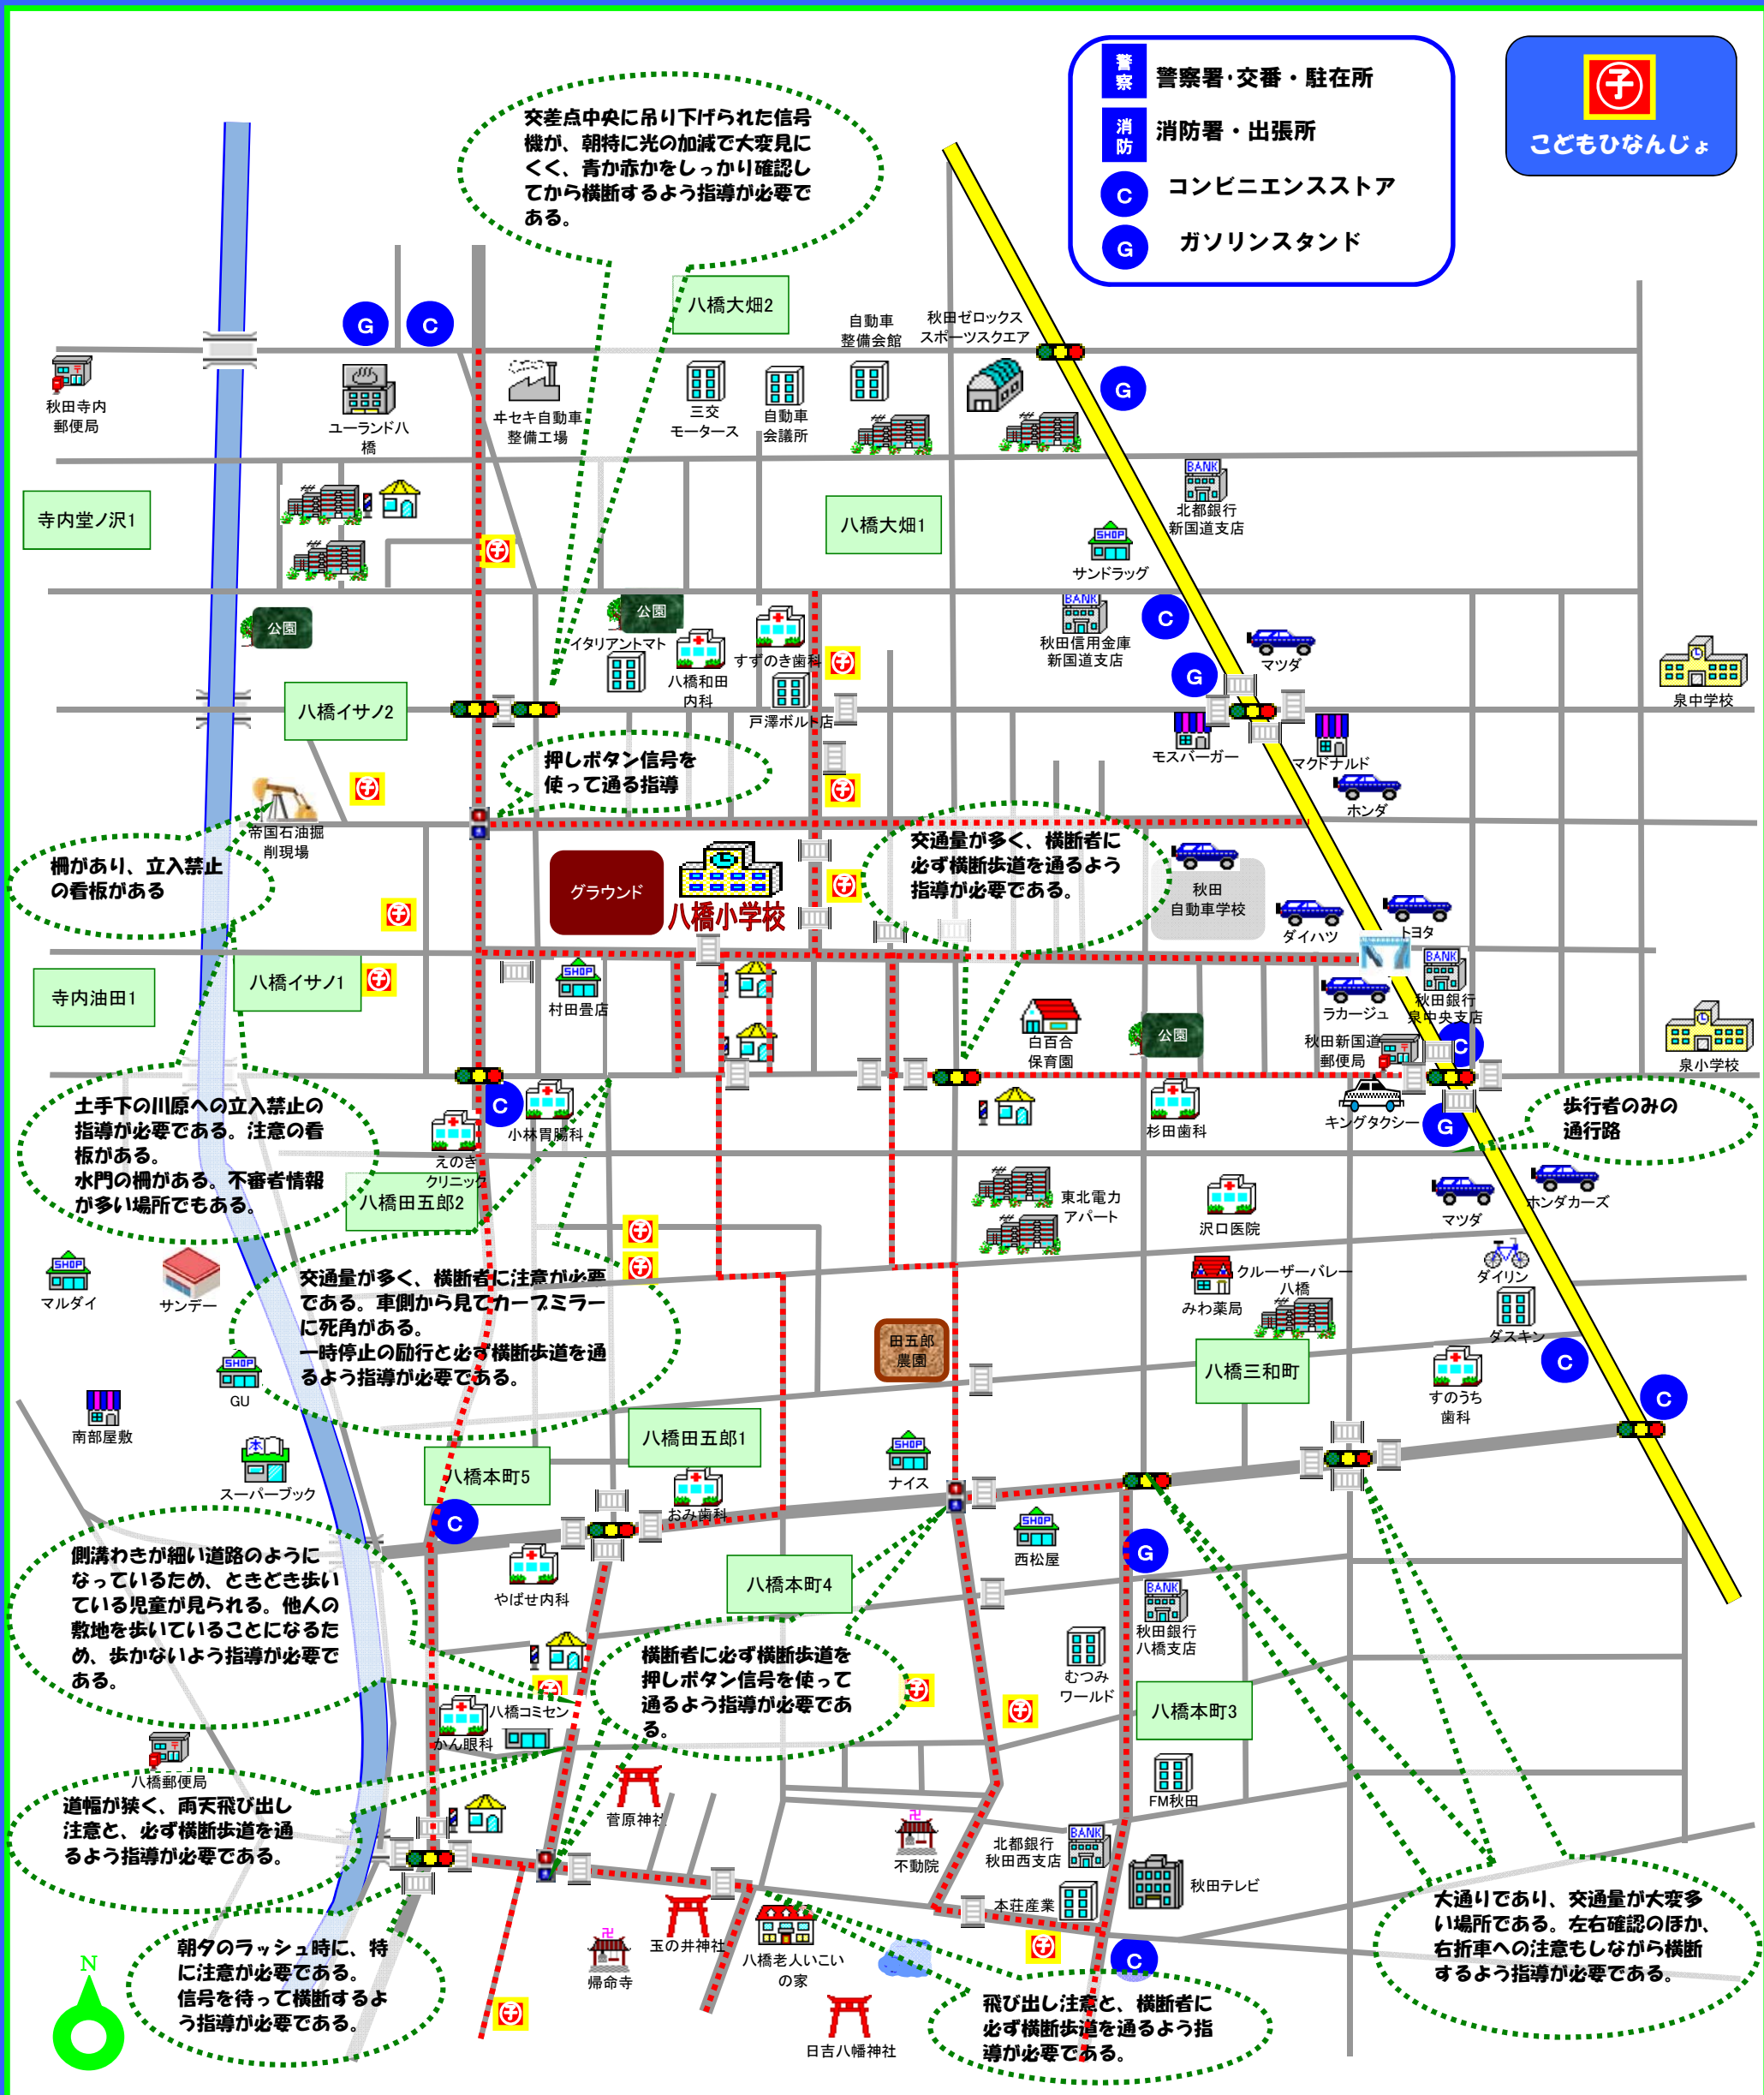 警察
警察署・交番・駐在所
消防
消防署・出張所
C
コンビニエンスストア
G
ガソリンスタンド
子
こどもひなんじょ
交差点中央に吊り下げられた信号
機が、朝特に光の加減で大変見に
くく、青か赤かをしっかり確認し
てから横断するよう指導が必要で
ある。
八橋大畑2
G
C
自動車
整備会館
秋田ゼロックス
スポーツスクエア
G
秋田寺内
郵便局
ユーランド八
橋
ヰセキ自動車
整備工場
三交
モータース
自動車
会議所
寺内堂ノ沢1
八橋大畑1
BANK
北都銀行
新国道支店
SHOP
サンドラッグ
子
公園
公園
イタリアントマト
八橋和田
内科
すずのき歯科
子
戸澤ボルト店
BANK
秋田信用金庫
新国道支店
C
G
マツダ
泉中学校
八橋イサノ2
モスバーガー
マクドナルド
ホンダ
押しボタン信号を
使って通る指導
子
子
帝国石油掘
削現場
柵があり、立入禁止
の看板がある
グラウンド
八橋小学校
子
交通量が多く、横断者に
必ず横断歩道を通るよう
指導が必要である。
秋田
自動車学校
ダイハツ
トヨタ
子
寺内油田1
八橋イサノ1
子
SHOP
村田畳店
白百合
保育園
公園
ラカージュ
BANK
秋田銀行
泉中央支店
秋田新国道
郵便局
C
泉小学校
C
小林胃腸科
えのき
クリニック
杉田歯科
キングタクシー
G
歩行者のみの
通行路
土手下の川原への立入禁止の
指導が必要である。注意の看
板がある。
水門の柵がある。不審者情報
が多い場所でもある。
八橋田五郎2
東北電力
アパート
沢口医院
マツダ
ホンダカーズ
子
子
SHOP
マルダイ
サンデー
交通量が多く、横断者に注意が必要
である。車側から見てカーブミラー
に死角がある。
一時停止の励行と必ず横断歩道を通
るよう指導が必要である。
みわ薬局
クルーザーバレー
八橋
ダイリン
ダスキン
田五郎
農園
八橋三和町
すのうち
歯科
C
C
SHOP
GU
南部屋敷
本
スーパーブック
八橋田五郎1
八橋本町5
おみ歯科
SHOP
ナイス
C
SHOP
西松屋
G
やばせ内科
八橋本町4
BANK
秋田銀行
八橋支店
側溝わきが細い道路のように
なっているため、ときどき歩い
ている児童が見られる。他人の
敷地を歩いていることになるた
め、歩かないよう指導が必要で
ある。
横断者に必ず横断歩道を
押しボタン信号を使って
通るよう指導が必要であ
る。
子
子
むつみ
ワールド
八橋本町3
八橋コミセン
かん眼科
八橋郵便局
道幅が狭く、雨天飛び出し
注意と、必ず横断歩道を通
るよう指導が必要である。
菅原神社
FM秋田
不動院
北都銀行
秋田西支店
BANK
秋田テレビ
本荘産業
大通りであり、交通量が大変多
い場所である。左右確認のほか、
右折車への注意もしながら横断
するよう指導が必要である。
朝夕のラッシュ時に、特
に注意が必要である。
信号を待って横断するよ
う指導が必要である。
帰命寺
玉の井神社
八橋老人いこい
の家
子
C
飛び出し注意と、横断者に
必ず横断歩道を通るよう指
導が必要である。
子
日吉八幡神社
N